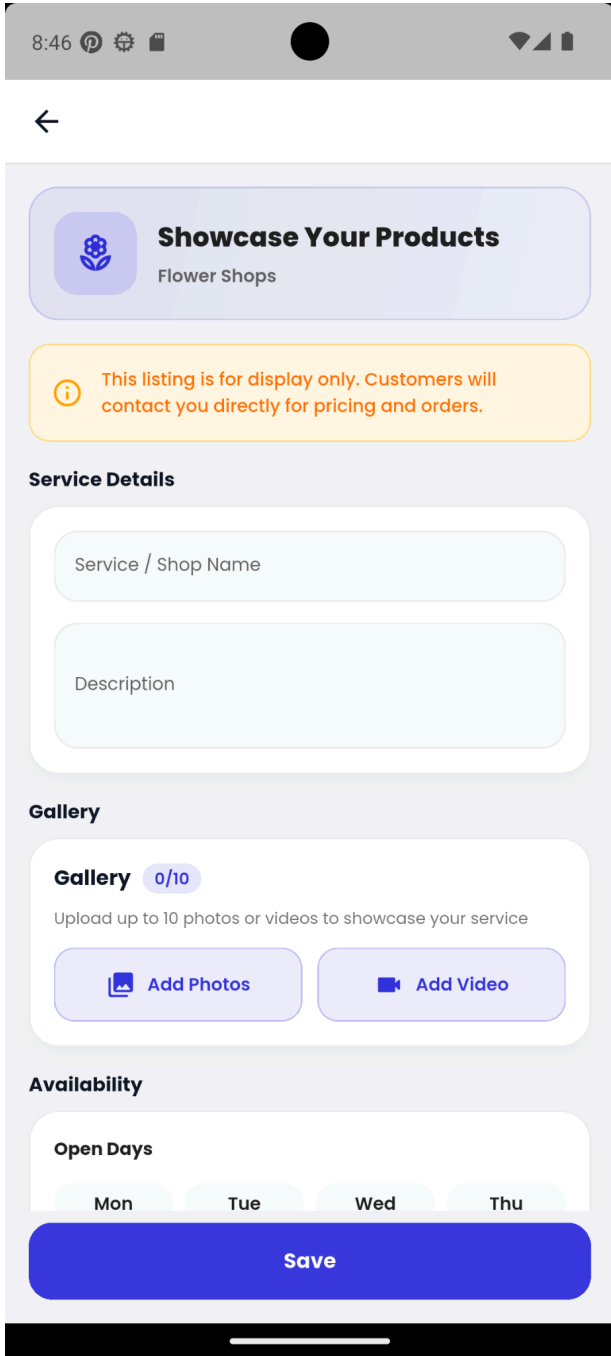 8:46
Showcase Your Products
Flower Shops
This listing is for display only. Customers will
contact you directly for pricing and orders.
Service Details
Service / Shop Name
Description
Gallery
Gallery 0/10
Upload up to 10 photos or videos to showcase your service
Add Photos Add Video
Availability
Open Days
Mon Tue Wed Thu
Save